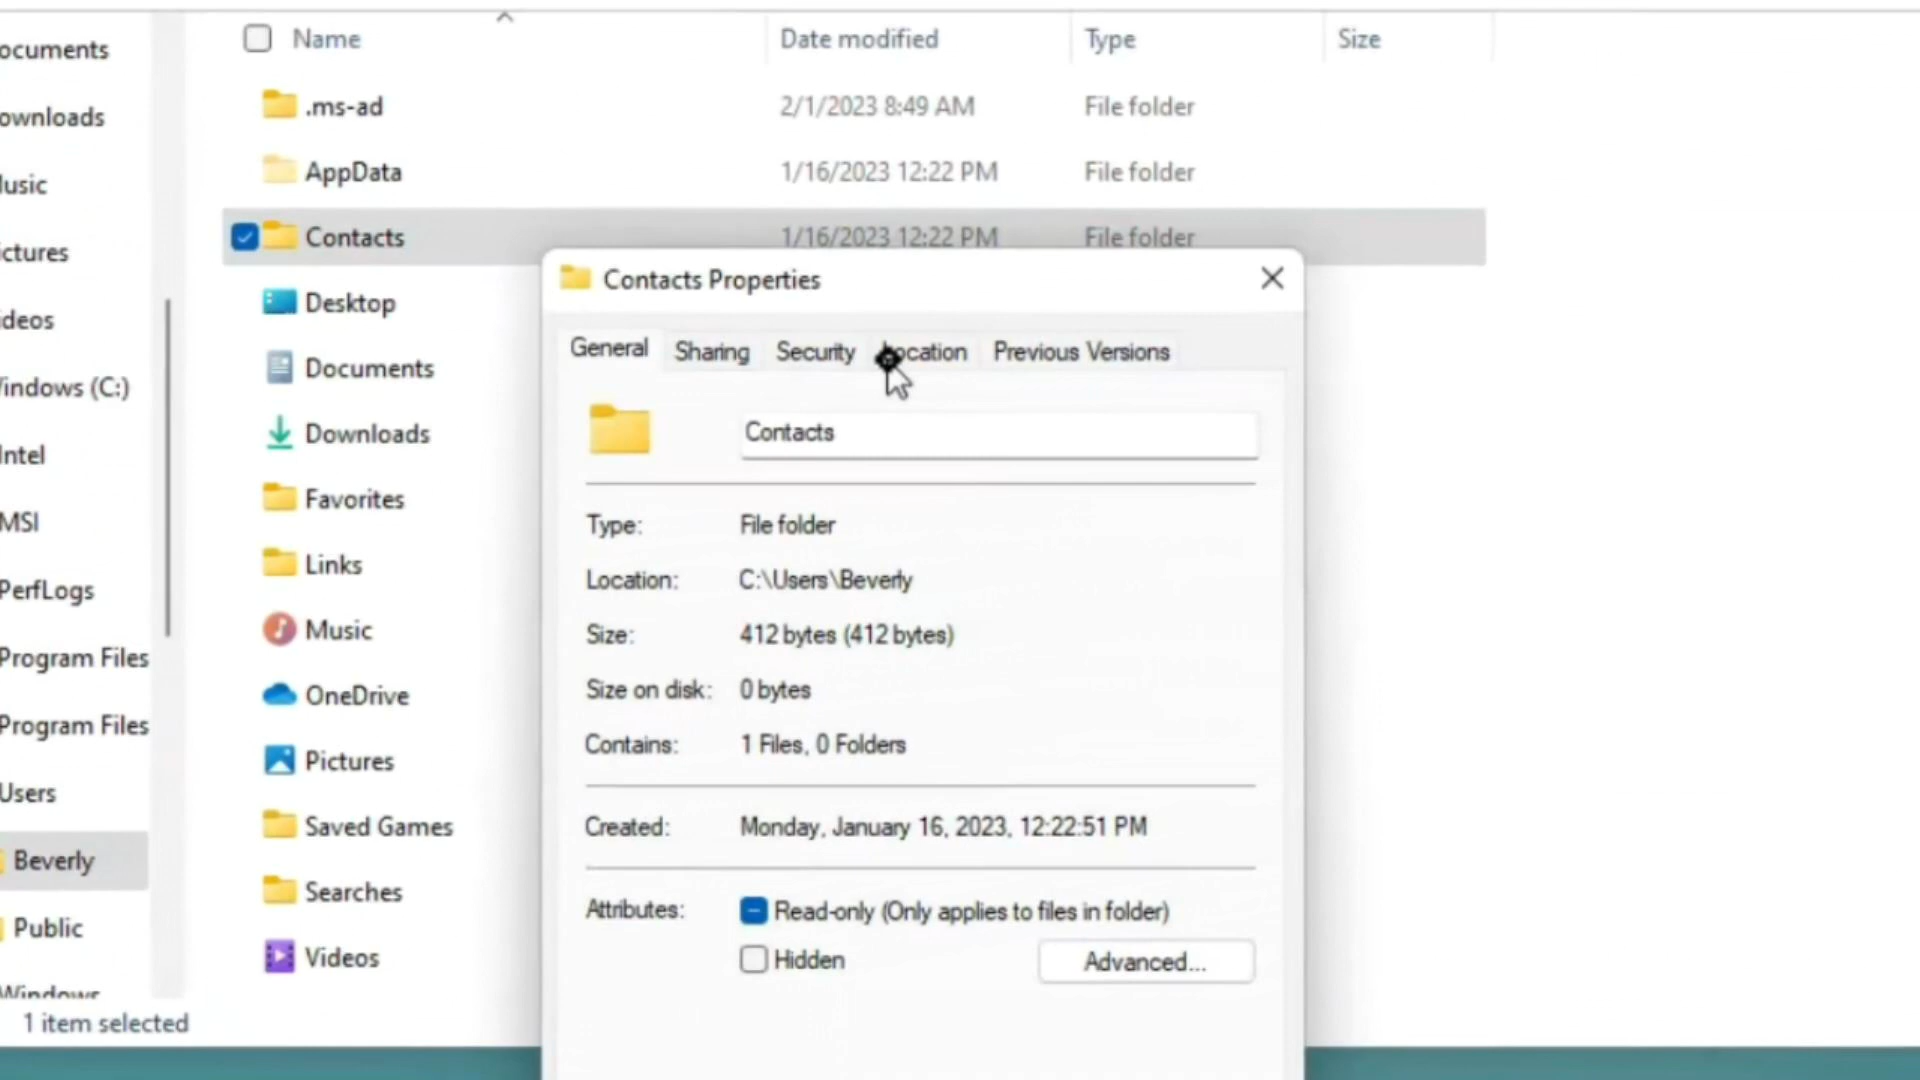 Name Date modified Type Size
ocuments
ownloads
usic
ictures
ideos
indows (C:)
Intel
MSI
PerfLogs
Program Files
Program Files
Users
Beverly
Public
Windows
1 item selected
.ms-ad 2/1/2023 8:49 AM File folder
AppData 1/16/2023 12:22 PM File folder
Contacts 1/16/2023 12:22 PM File folder
Desktop
Documents
Downloads
Favorites
Links
Music
OneDrive
Pictures
Saved Games
Searches
Videos
Contacts Properties
General Sharing Security Location Previous Versions
Contacts
Type: File folder
Location: C:\Users\Beverly
Size: 412 bytes (412 bytes)
Size on disk: 0 bytes
Contains: 1 Files, 0 Folders
Created: Monday, January 16, 2023, 12:22:51 PM
Attributes: Read-only (Only applies to files in folder)
Hidden Advanced...